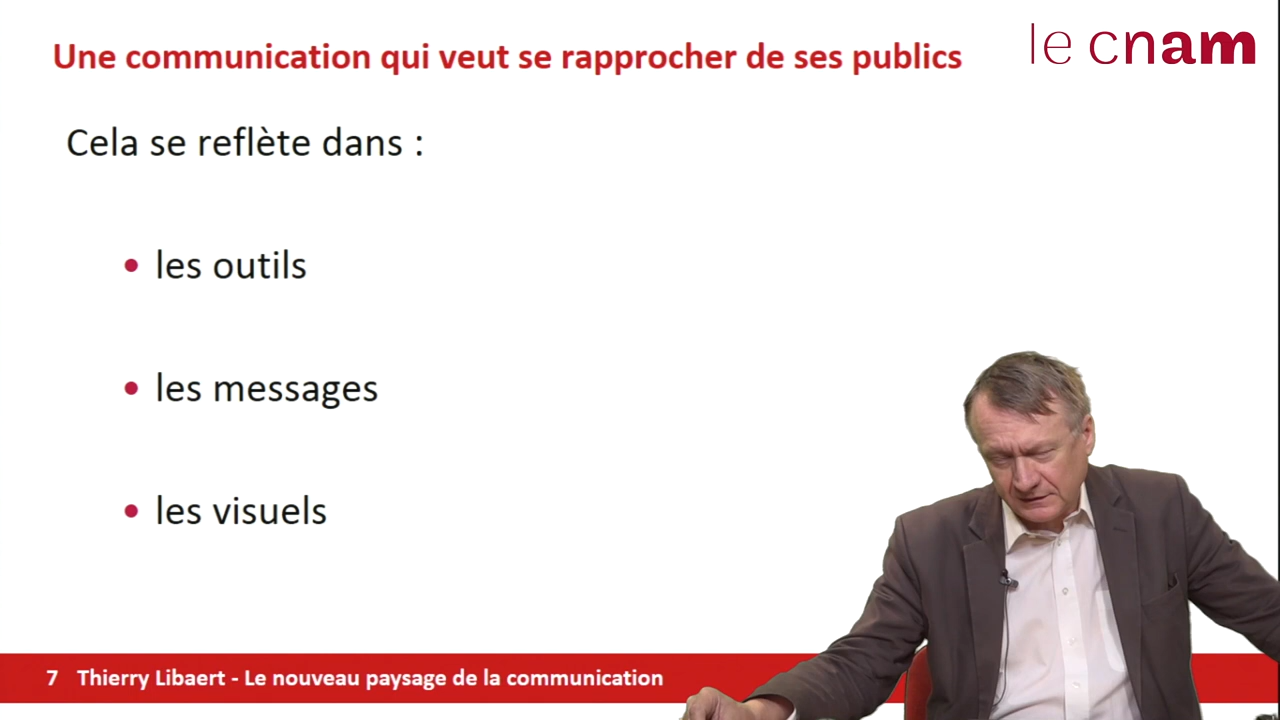 Une communication qui veut se rapprocher de ses publics
le cnam
Cela se reflète dans :
• les outils
• les messages
• les visuels
7 Thierry Libaert - Le nouveau paysage de la communication